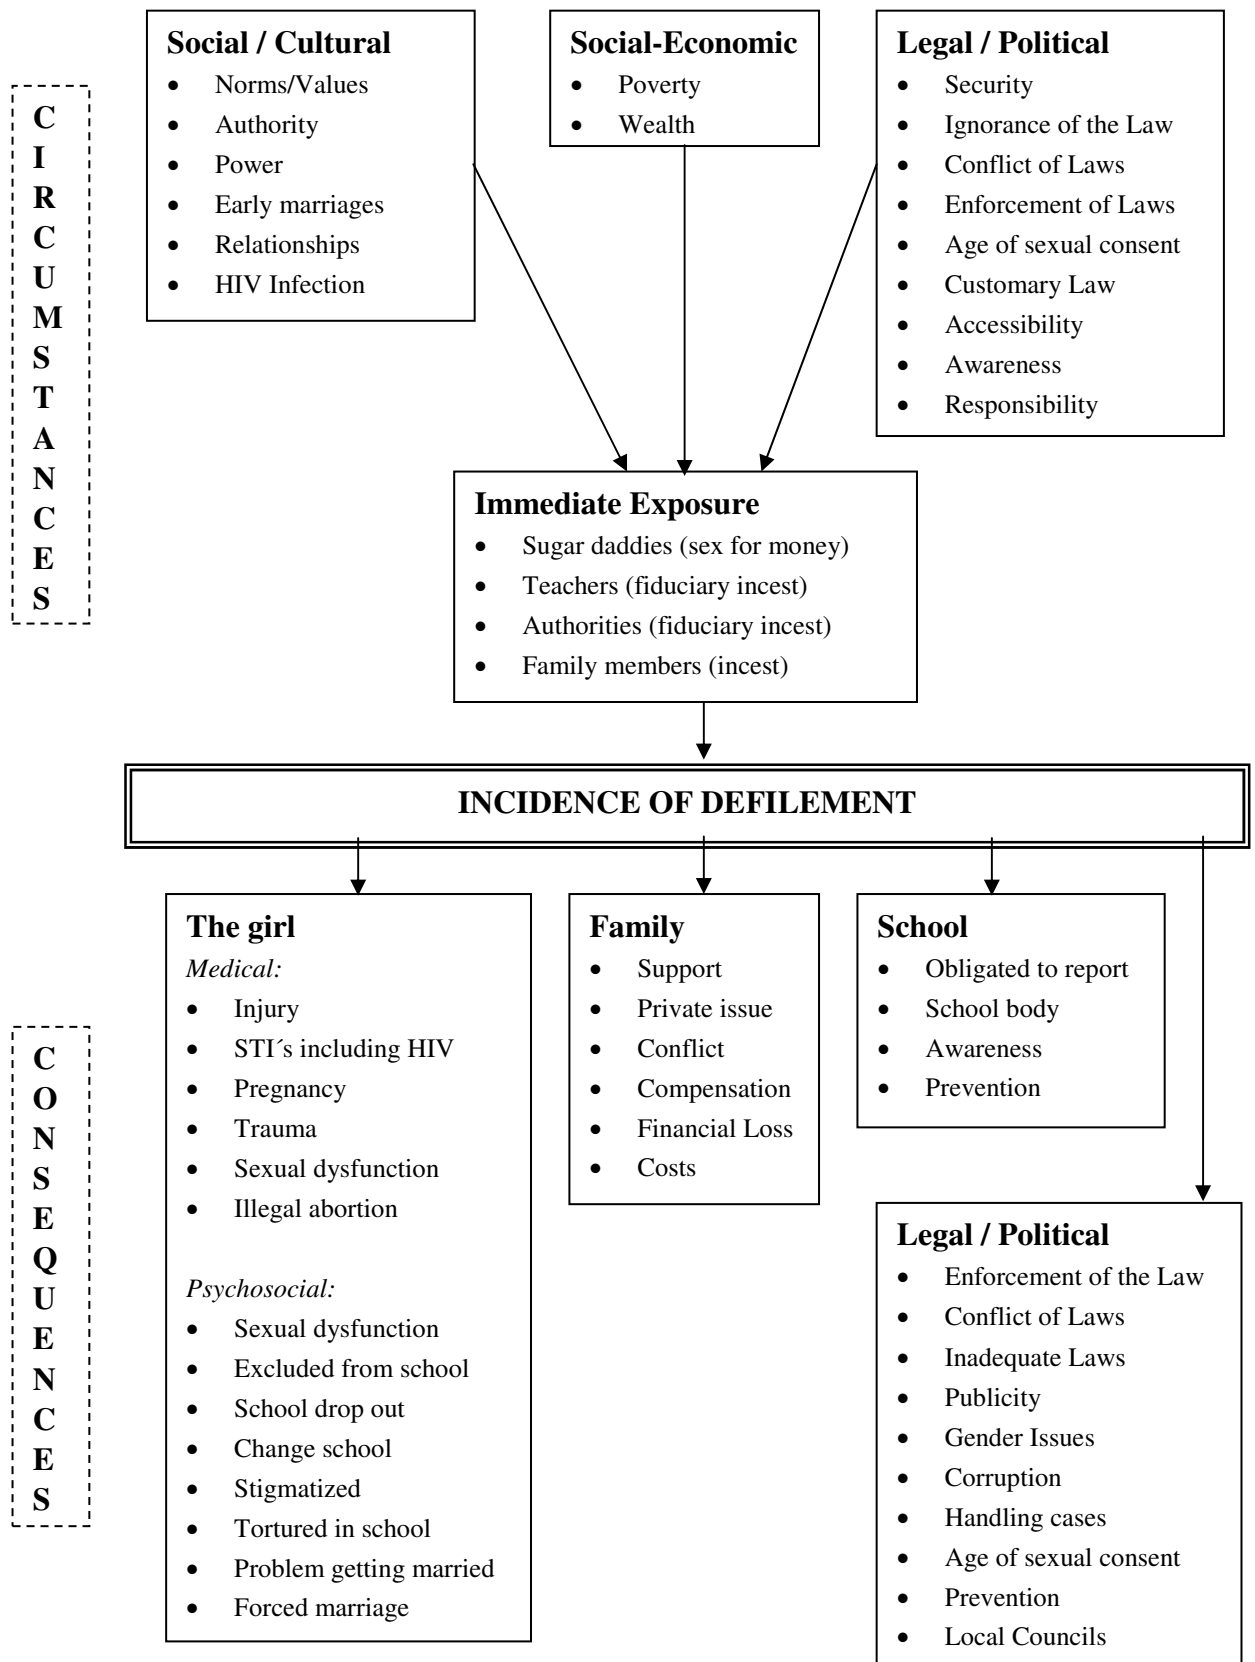 CIRCUMSTANCES
Social / Cultural
• Norms/Values
• Authority
• Power
• Early marriages
• Relationships
• HIV Infection
Social-Economic
• Poverty
• Wealth
Legal / Political
• Security
• Ignorance of the Law
• Conflict of Laws
• Enforcement of Laws
• Age of sexual consent
• Customary Law
• Accessibility
• Awareness
• Responsibility
Immediate Exposure
• Sugar daddies (sex for money)
• Teachers (fiduciary incest)
• Authorities (fiduciary incest)
• Family members (incest)
INCIDENCE OF DEFILEMENT
CONSEQUENCES
The girl
Medical:
• Injury
• STI´s including HIV
• Pregnancy
• Trauma
• Sexual dysfunction
• Illegal abortion
Psychosocial:
• Sexual dysfunction
• Excluded from school
• School drop out
• Change school
• Stigmatized
• Tortured in school
• Problem getting married
• Forced marriage
Family
• Support
• Private issue
• Conflict
• Compensation
• Financial Loss
• Costs
School
• Obligated to report
• School body
• Awareness
• Prevention
Legal / Political
• Enforcement of the Law
• Conflict of Laws
• Inadequate Laws
• Publicity
• Gender Issues
• Corruption
• Handling cases
• Age of sexual consent
• Prevention
• Local Councils